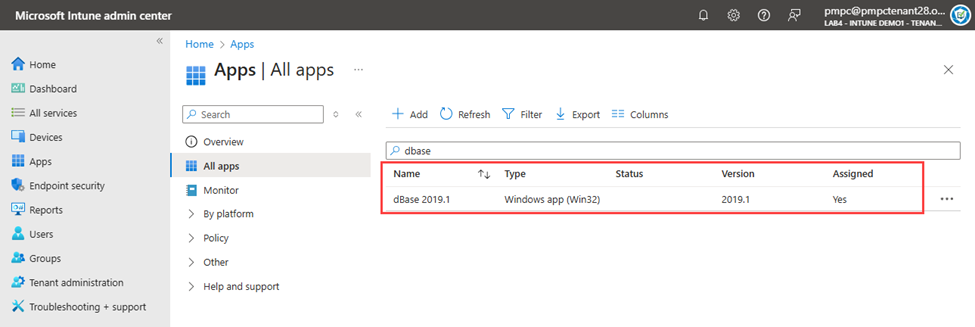 Microsoft Intune admin center
pmpc@pmpctenant28.o...
LAB4 - INTUNE DEMO1 - TENAN...
«
Home
Dashboard
All services
Devices
Apps
Endpoint security
Reports
Users
Groups
Tenant administration
Troubleshooting + support
Home > Apps
Apps | All apps ...
Search
«
Overview
All apps
Monitor
By platform
Policy
Other
Help and support
Add Refresh Filter Export Columns
dbase
Name Type Status Version Assigned
dBase 2019.1 Windows app (Win32) 2019.1 Yes ...